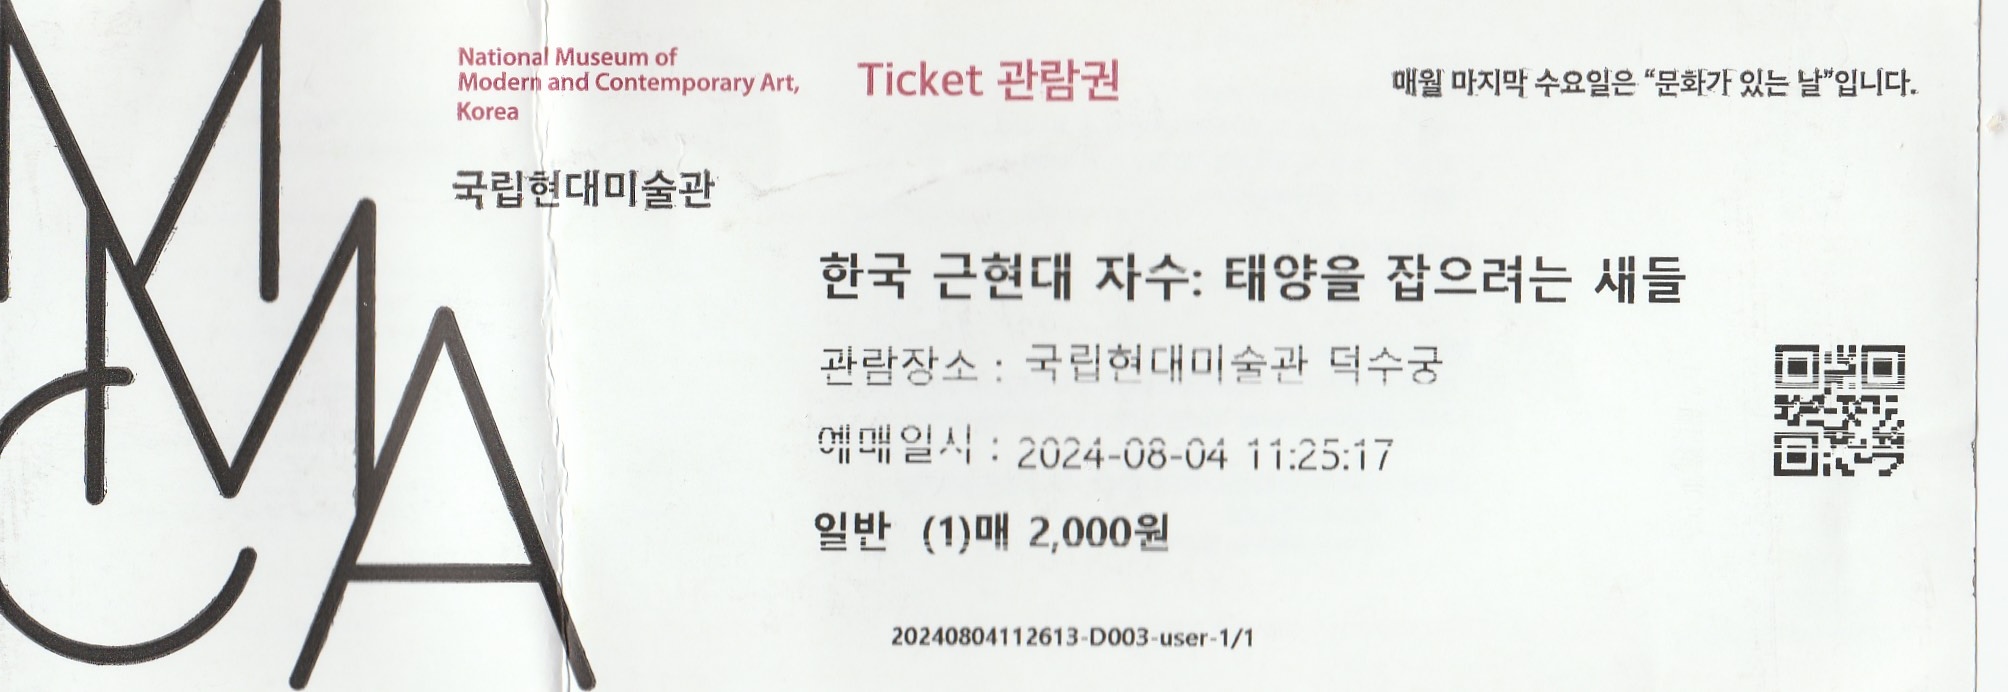 National Museum of
Modern and Contemporary Art,
Korea
Ticket 관람권
매월 마지막 수요일은 “문화가 있는 날”입니다.
국립현대미술관
MMCA
한국 근현대 자수: 태양을 잡으려는 새들
관람장소 : 국립현대미술관 덕수궁
예매일시 : 2024-08-04 11:25:17
일반 (1)매 2,000원
20240804112613-D003-user-1/1